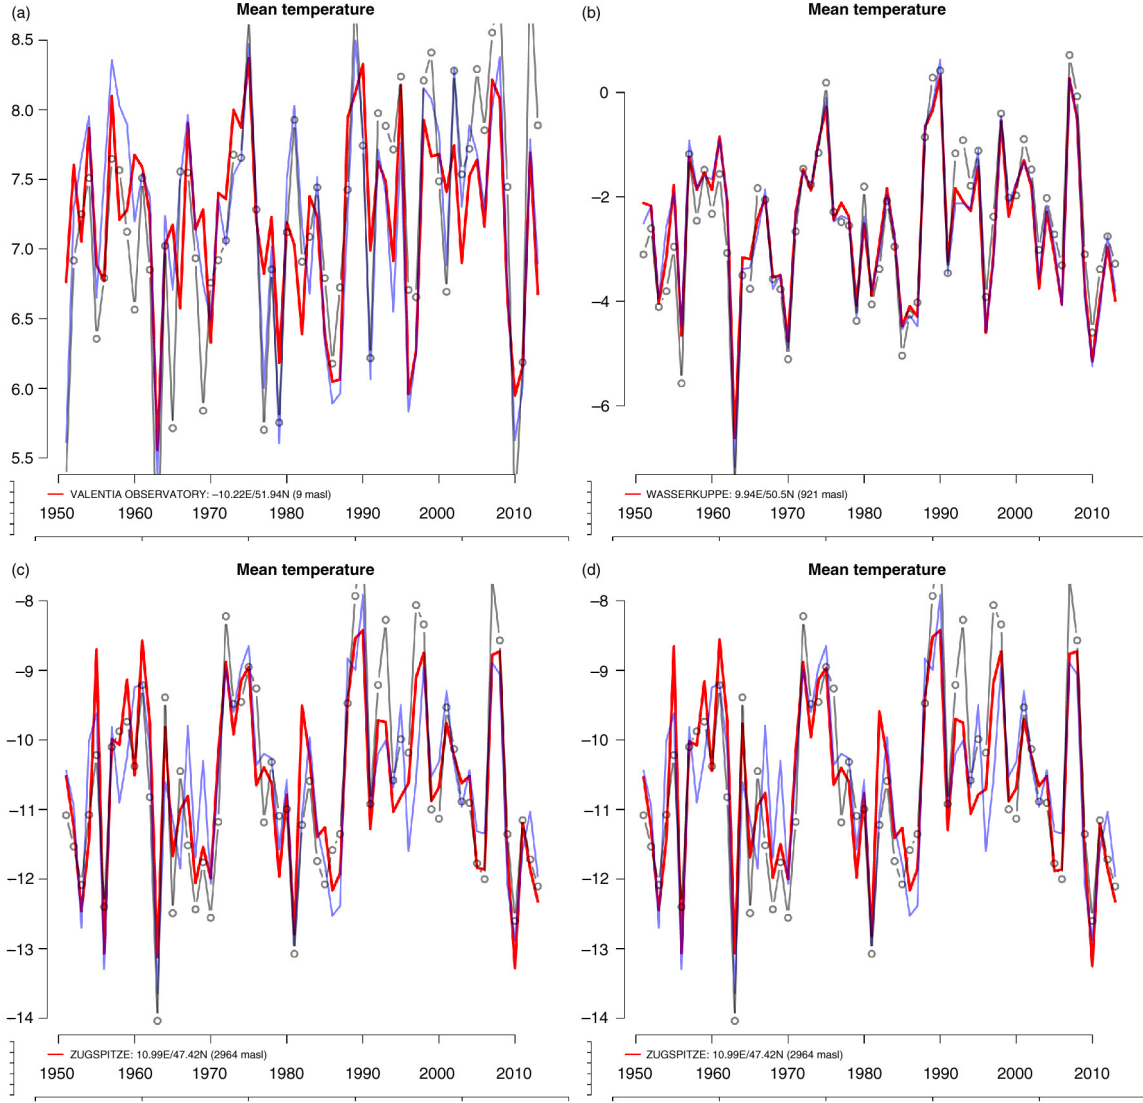 (a) Mean temperature
8.5
8.0
7.5
7.0
6.5
6.0
5.5
VALENTIA OBSERVATORY: −10.22E/51.94N (9 masl)
1950 1960 1970 1980 1990 2000 2010
(b) Mean temperature
0
−2
−4
−6
WASSERKUPPE: 9.94E/50.5N (921 masl)
1950 1960 1970 1980 1990 2000 2010
(c) Mean temperature
−8
−9
−10
−11
−12
−13
−14
ZUGSPITZE: 10.99E/47.42N (2964 masl)
1950 1960 1970 1980 1990 2000 2010
(d) Mean temperature
−8
−9
−10
−11
−12
−13
−14
ZUGSPITZE: 10.99E/47.42N (2964 masl)
1950 1960 1970 1980 1990 2000 2010